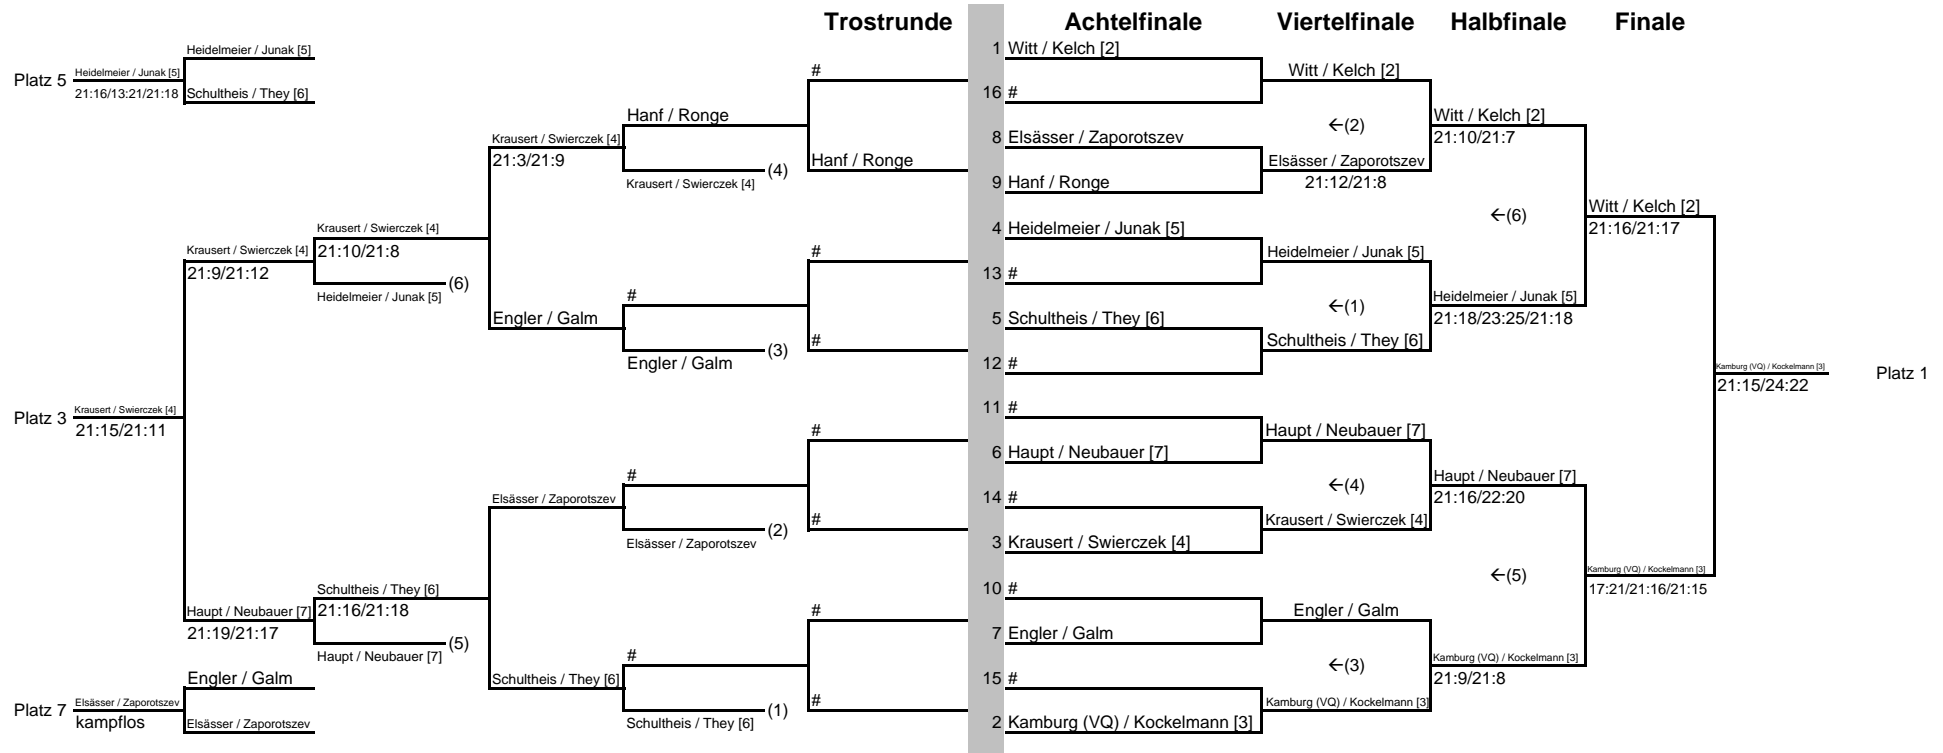 Trostrunde Achtelfinale Viertelfinale Halbfinale Finale
Heidelmeier / Junak [5]
Platz 5 Heidelmeier / Junak [5]
21:16/13:21/21:18
Schultheis / They [6]
Krausert / Swierczek [4]
Platz 3
21:15/21:11
Krausert / Swierczek [4]
21:9/21:12
Haupt / Neubauer [7]
21:19/21:17
Engler / Galm
Platz 7 Elsässer / Zaporotszev
kampflos
Elsässer / Zaporotszev
Krausert / Swierczek [4]
21:10/21:8
(6)
Heidelmeier / Junak [5]
Schultheis / They [6]
21:16/21:18
(5)
Haupt / Neubauer [7]
Krausert / Swierczek [4]
21:3/21:9
Engler / Galm
Elsässer / Zaporotszev
Schultheis / They [6]
Hanf / Ronge
(4)
Krausert / Swierczek [4]
#
(3)
Engler / Galm
#
(2)
Elsässer / Zaporotszev
#
(1)
Schultheis / They [6]
#
Hanf / Ronge
#
#
#
#
#
#
1 Witt / Kelch [2]
16 #
8 Elsässer / Zaporotszev
9 Hanf / Ronge
4 Heidelmeier / Junak [5]
13 #
5 Schultheis / They [6]
12 #
11 #
6 Haupt / Neubauer [7]
14 #
3 Krausert / Swierczek [4]
10 #
7 Engler / Galm
15 #
2 Kamburg (VQ) / Kockelmann [3]
Witt / Kelch [2]
←(2)
Elsässer / Zaporotszev
21:12/21:8
Heidelmeier / Junak [5]
←(1)
Schultheis / They [6]
Haupt / Neubauer [7]
←(4)
Krausert / Swierczek [4]
Engler / Galm
←(3)
Kamburg (VQ) / Kockelmann [3]
Witt / Kelch [2]
21:10/21:7
←(6)
Heidelmeier / Junak [5]
21:18/23:25/21:18
Haupt / Neubauer [7]
21:16/22:20
←(5)
Kamburg (VQ) / Kockelmann [3]
21:9/21:8
Witt / Kelch [2]
21:16/21:17
Kamburg (VQ) / Kockelmann [3]
17:21/21:16/21:15
Kamburg (VQ) / Kockelmann [3]
21:15/24:22
Platz 1